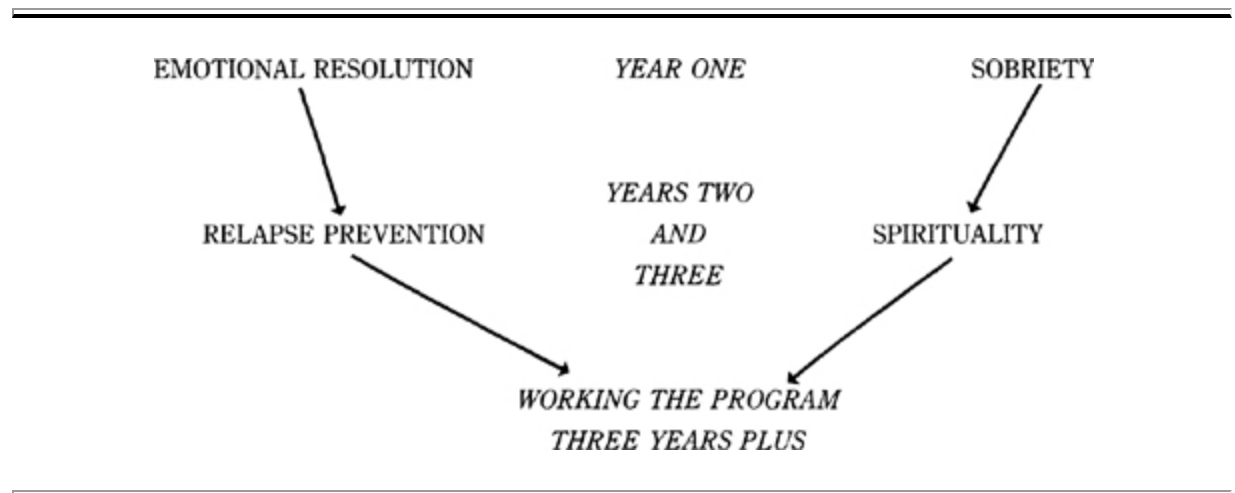 EMOTIONAL RESOLUTION YEAR ONE SOBRIETY
YEARS TWO
RELAPSE PREVENTION AND SPIRITUALITY
THREE
WORKING THE PROGRAM
THREE YEARS PLUS